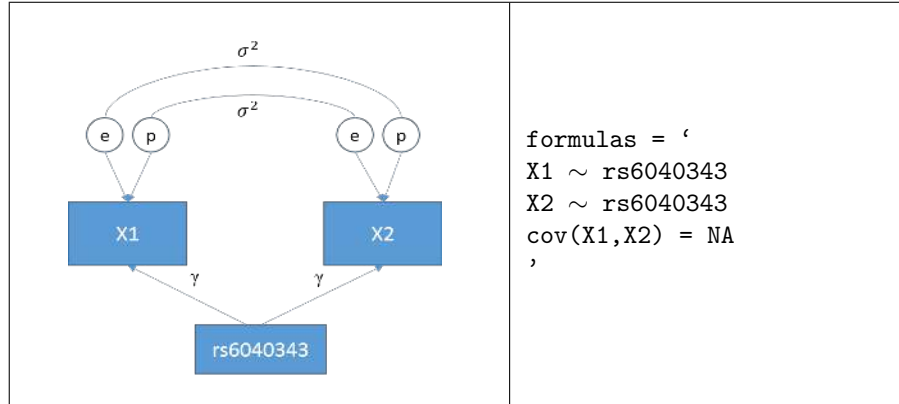 σ²
σ²
e p e p
X1 X2
γ γ
rs6040343
formulas = ‘
X1 ∼ rs6040343
X2 ∼ rs6040343
cov(X1,X2) = NA
’